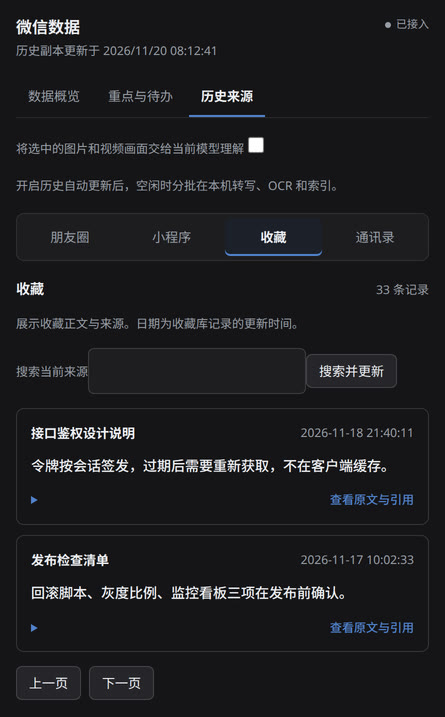 微信数据
已接入
历史副本更新于 2026/11/20 08:12:41
数据概览 重点与待办 历史来源
将选中的图片和视频画面交给当前模型理解
开启历史自动更新后，空闲时分批在本机转写、OCR 和索引。
朋友圈 小程序 收藏 通讯录
收藏 33 条记录
展示收藏正文与来源。日期为收藏库记录的更新时间。
搜索当前来源 搜索并更新
接口鉴权设计说明 2026-11-18 21:40:11
令牌按会话签发，过期后需要重新获取，不在客户端缓存。
查看原文与引用
发布检查清单 2026-11-17 10:02:33
回滚脚本、灰度比例、监控看板三项在发布前确认。
查看原文与引用
上一页 下一页